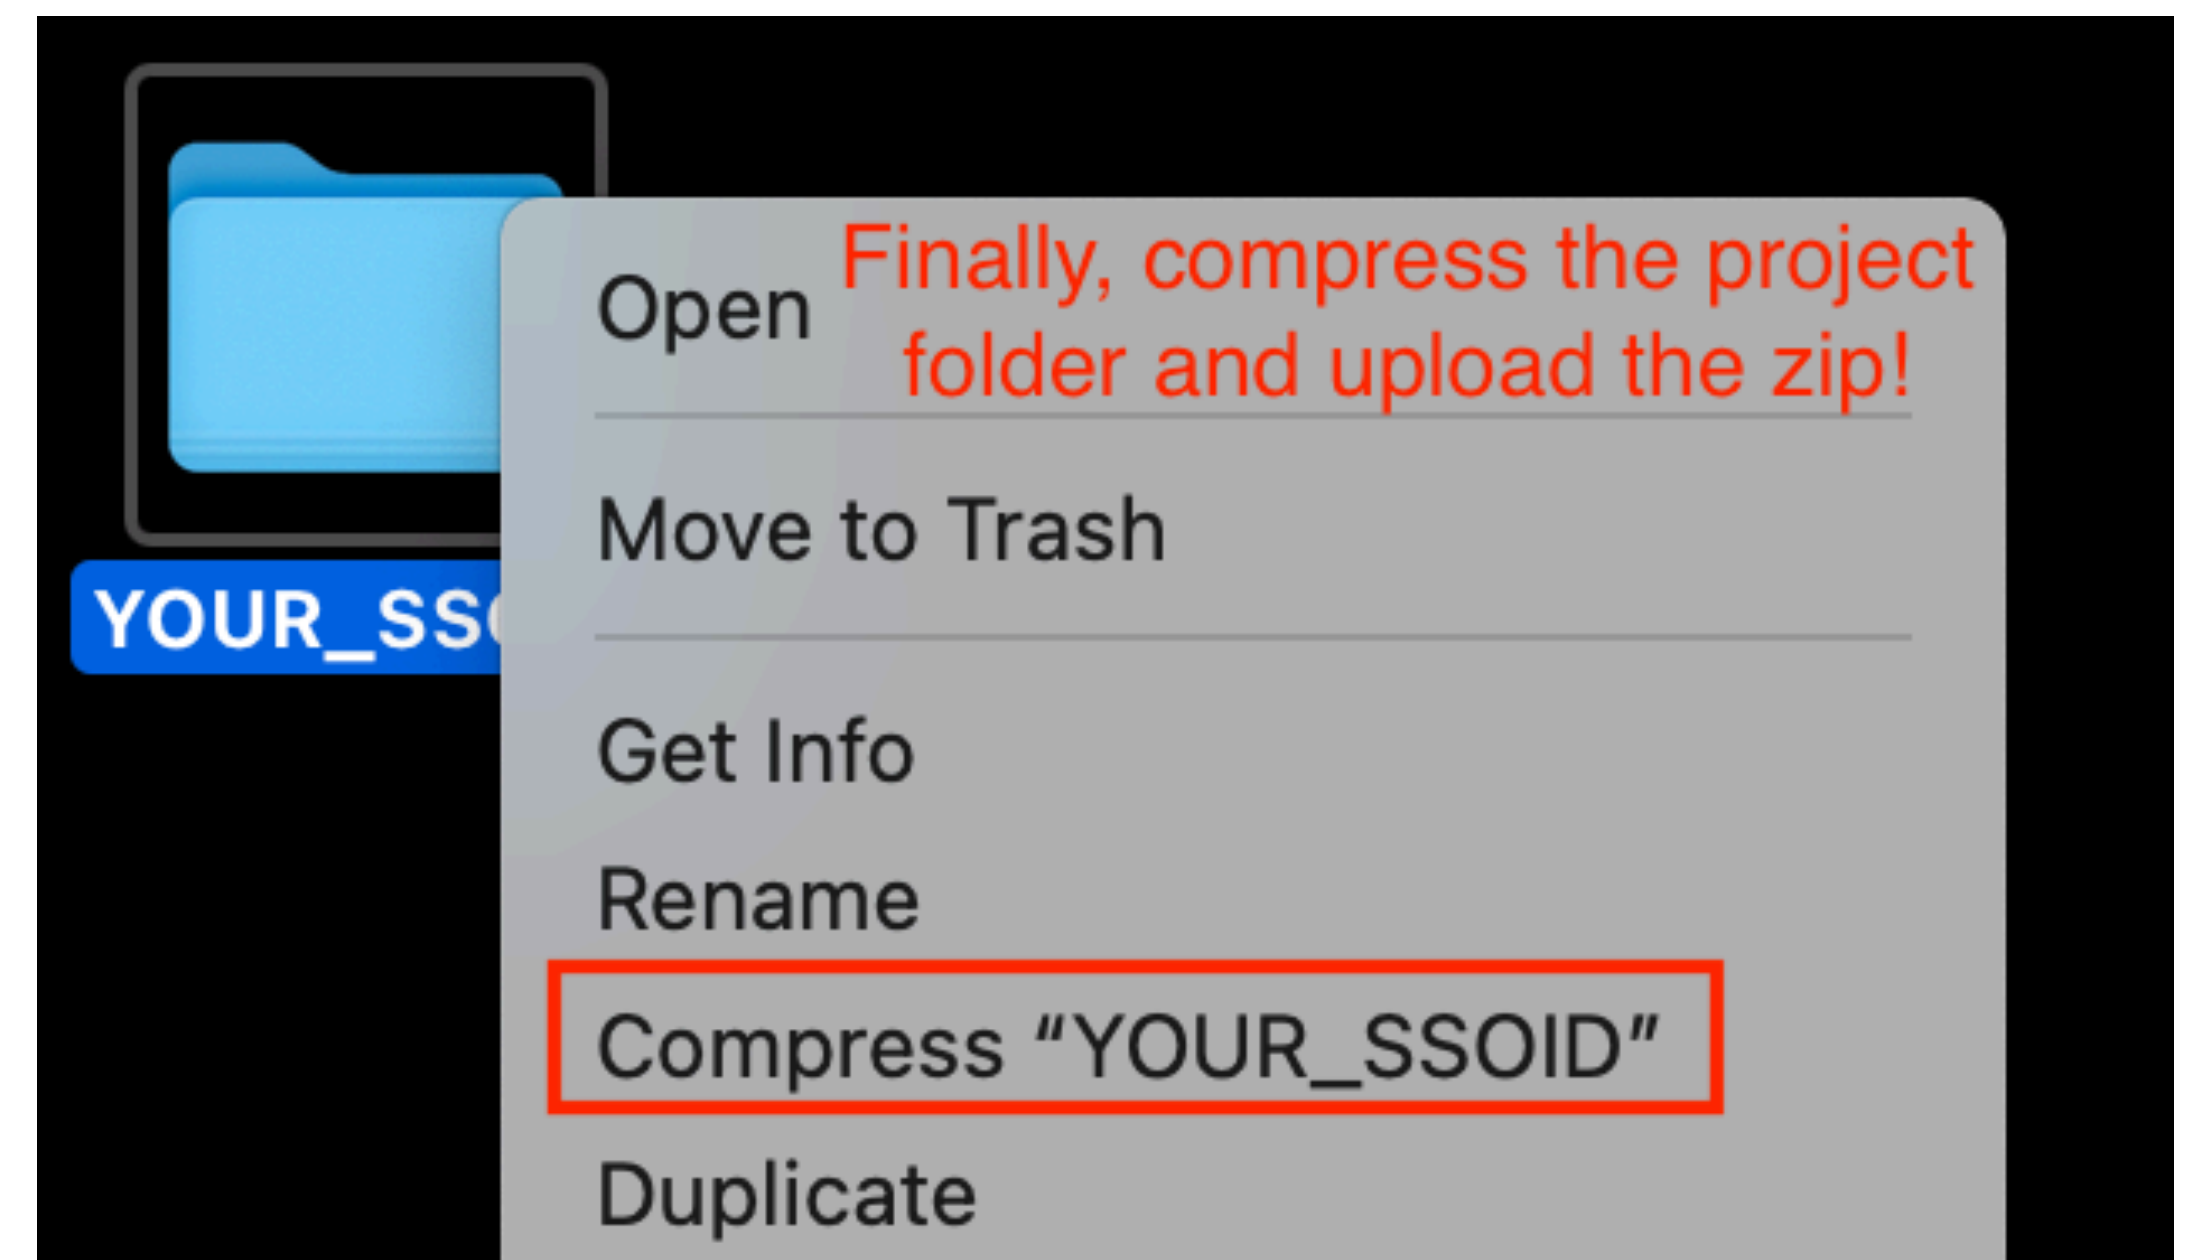 Finally, compress the project
folder and upload the zip!
Open
Move to Trash
YOUR_SSO
Get Info
Rename
Compress “YOUR_SSOID”
Duplicate